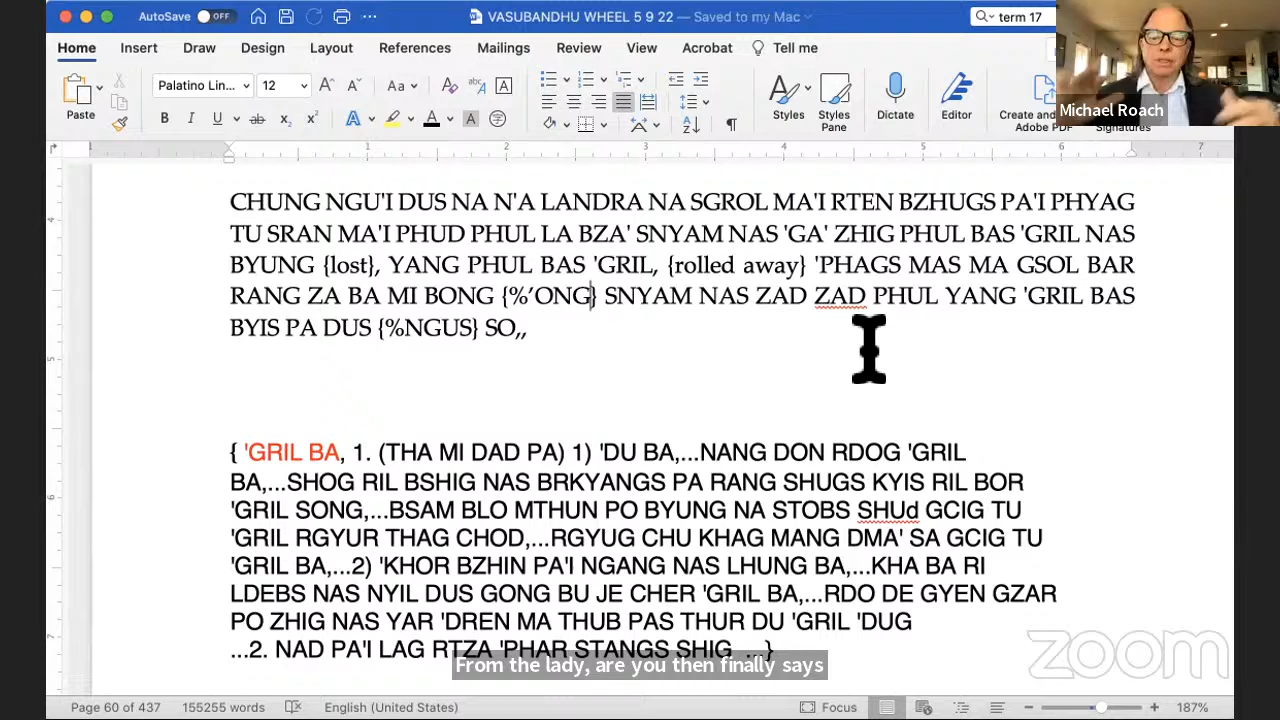 AutoSave OFF VASUBANDHU WHEEL 5 9 22 — Saved to my Mac term 17
Home Insert Draw Design Layout References Mailings Review View Acrobat Tell me
Palatino Lin... 12
Paste Styles Styles Pane Dictate Editor Create and Adobe PDF Signatures
Michael Roach
1 2 3 4 5 6 7
CHUNG NGU'I DUS NA N'A LANDRA NA SGROL MA'I RTEN BZHUGS PA'I PHYAG
TU SRAN MA'I PHUD PHUL LA BZA' SNYAM NAS 'GA' ZHIG PHUL BAS 'GRIL NAS
BYUNG {lost}, YANG PHUL BAS 'GRIL, {rolled away} 'PHAGS MAS MA GSOL BAR
RANG ZA BA MI BONG {%’ONG} SNYAM NAS ZAD ZAD PHUL YANG 'GRIL BAS
BYIS PA DUS {%NGUS} SO,,
{ 'GRIL BA, 1. (THA MI DAD PA) 1) 'DU BA,...NANG DON RDOG 'GRIL
BA,...SHOG RIL BSHIG NAS BRKYANGS PA RANG SHUGS KYIS RIL BOR
'GRIL SONG,...BSAM BLO MTHUN PO BYUNG NA STOBS SHUd GCIG TU
'GRIL RGYUR THAG CHOD,...RGYUG CHU KHAG MANG DMA' SA GCIG TU
'GRIL BA,...2) 'KHOR BZHIN PA'I NGANG NAS LHUNG BA,...KHA BA RI
LDEBS NAS NYIL DUS GONG BU JE CHER 'GRIL BA,...RDO DE GYEN GZAR
PO ZHIG NAS YAR 'DREN MA THUB PAS THUR DU 'GRIL 'DUG
...2. NAD PA'I LAG RTZA 'PHAR STANGS SHIG ...}
From the lady, are you then finally says
zoom
Page 60 of 437 155255 words English (United States) Focus 187%